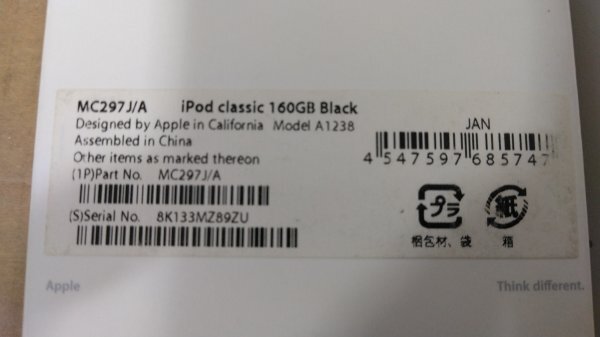 MC297J/A iPod classic 160GB Black
Designed by Apple in California Model A1238
Assembled in China
Other items as marked thereon
(1P)Part No. MC297J/A
(S)Serial No. 8K133MZ89ZU
JAN
4 547597 685747
プラ
梱包材、袋
紙
箱
Apple
Think different.